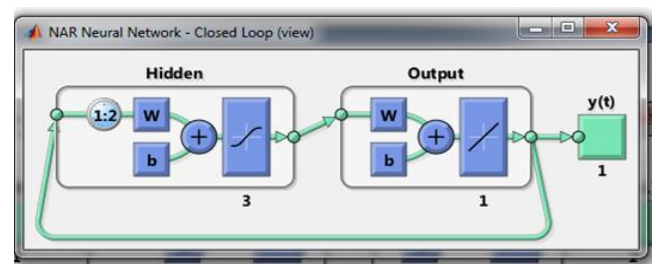 NAR Neural Network - Closed Loop (view)
Hidden
Output
1:2
W
b
+
3
W
b
+
1
y(t)
1